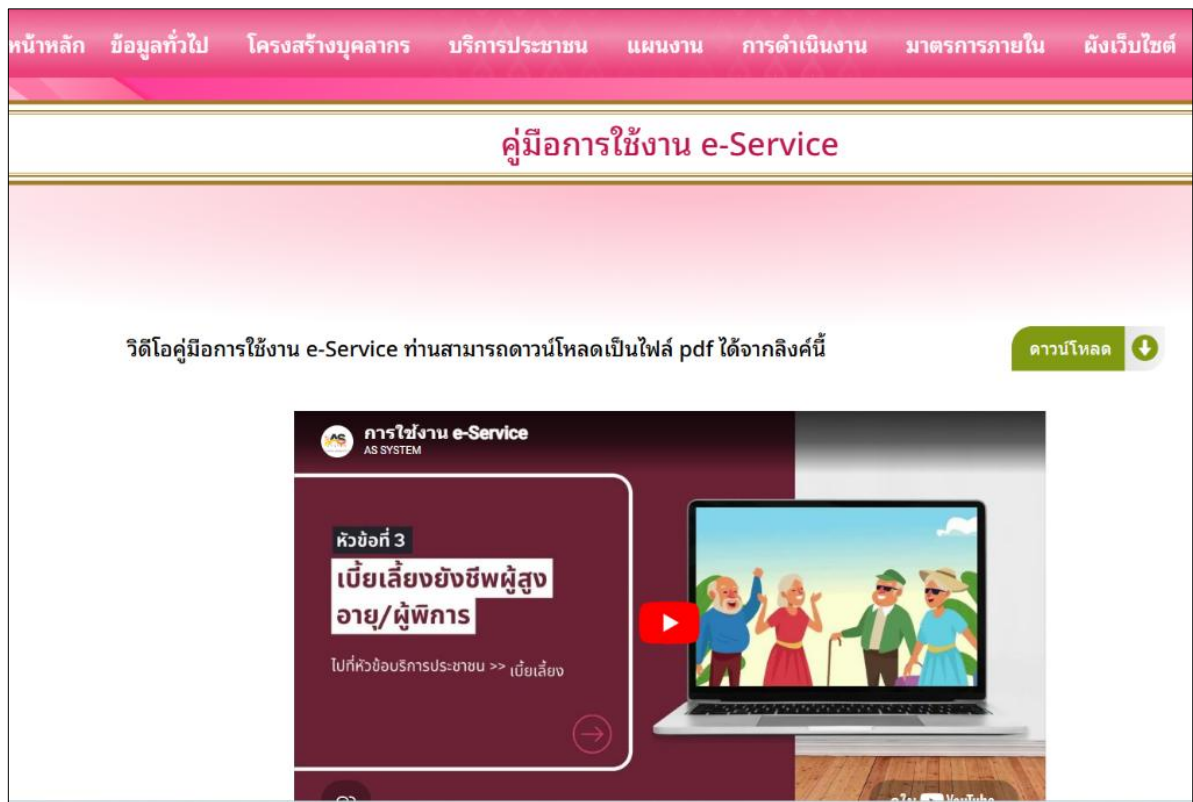 หน้าหลัก ข้อมูลทั่วไป โครงสร้างบุคลากร บริการประชาชน แผนงาน การดำเนินงาน มาตรการภายใน ผังเว็บไซต์
คู่มือการใช้งาน e-Service
วิดีโอคู่มือการใช้งาน e-Service ท่านสามารถดาวน์โหลดเป็นไฟล์ pdf ได้จากลิงค์นี้
ดาวน์โหลด
AS
การใช้งาน e-Service
AS SYSTEM
หัวข้อที่ 3
เบี้ยเลี้ยงยังชีพผู้สูง
อายุ/ผู้พิการ
ไปที่หัวข้อบริการประชาชน >> เบี้ยเลี้ยง
ดูใน YouTube